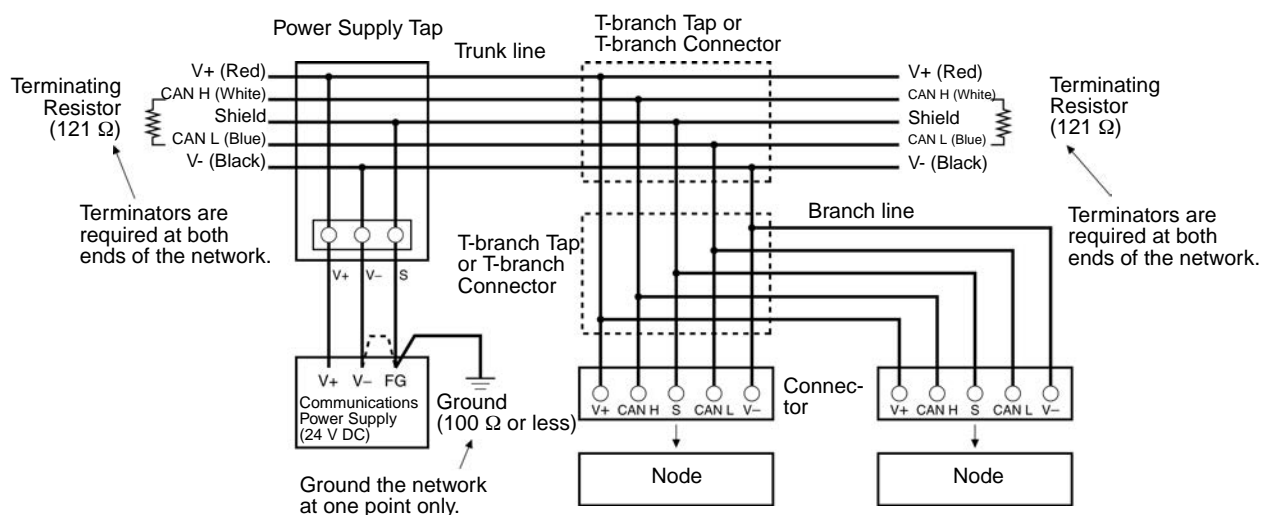 Power Supply Tap
Trunk line
T-branch Tap or
T-branch Connector
Terminating
Resistor
(121 Ω)
V+ (Red)
CAN H (White)
Shield
CAN L (Blue)
V- (Black)
V+ (Red)
CAN H (White)
Shield
CAN L (Blue)
V- (Black)
Terminating
Resistor
(121 Ω)
Terminators are
required at both
ends of the network.
T-branch Tap
or T-branch
Connector
Branch line
Terminators are
required at both
ends of the network.
V+ V– S
V+ V– FG
Communications
Power Supply
(24 V DC)
Ground
(100 Ω or less)
Ground the network
at one point only.
V+ CAN H S CAN L V–
Connec-
tor
V+ CAN H S CAN L V–
Node
Node